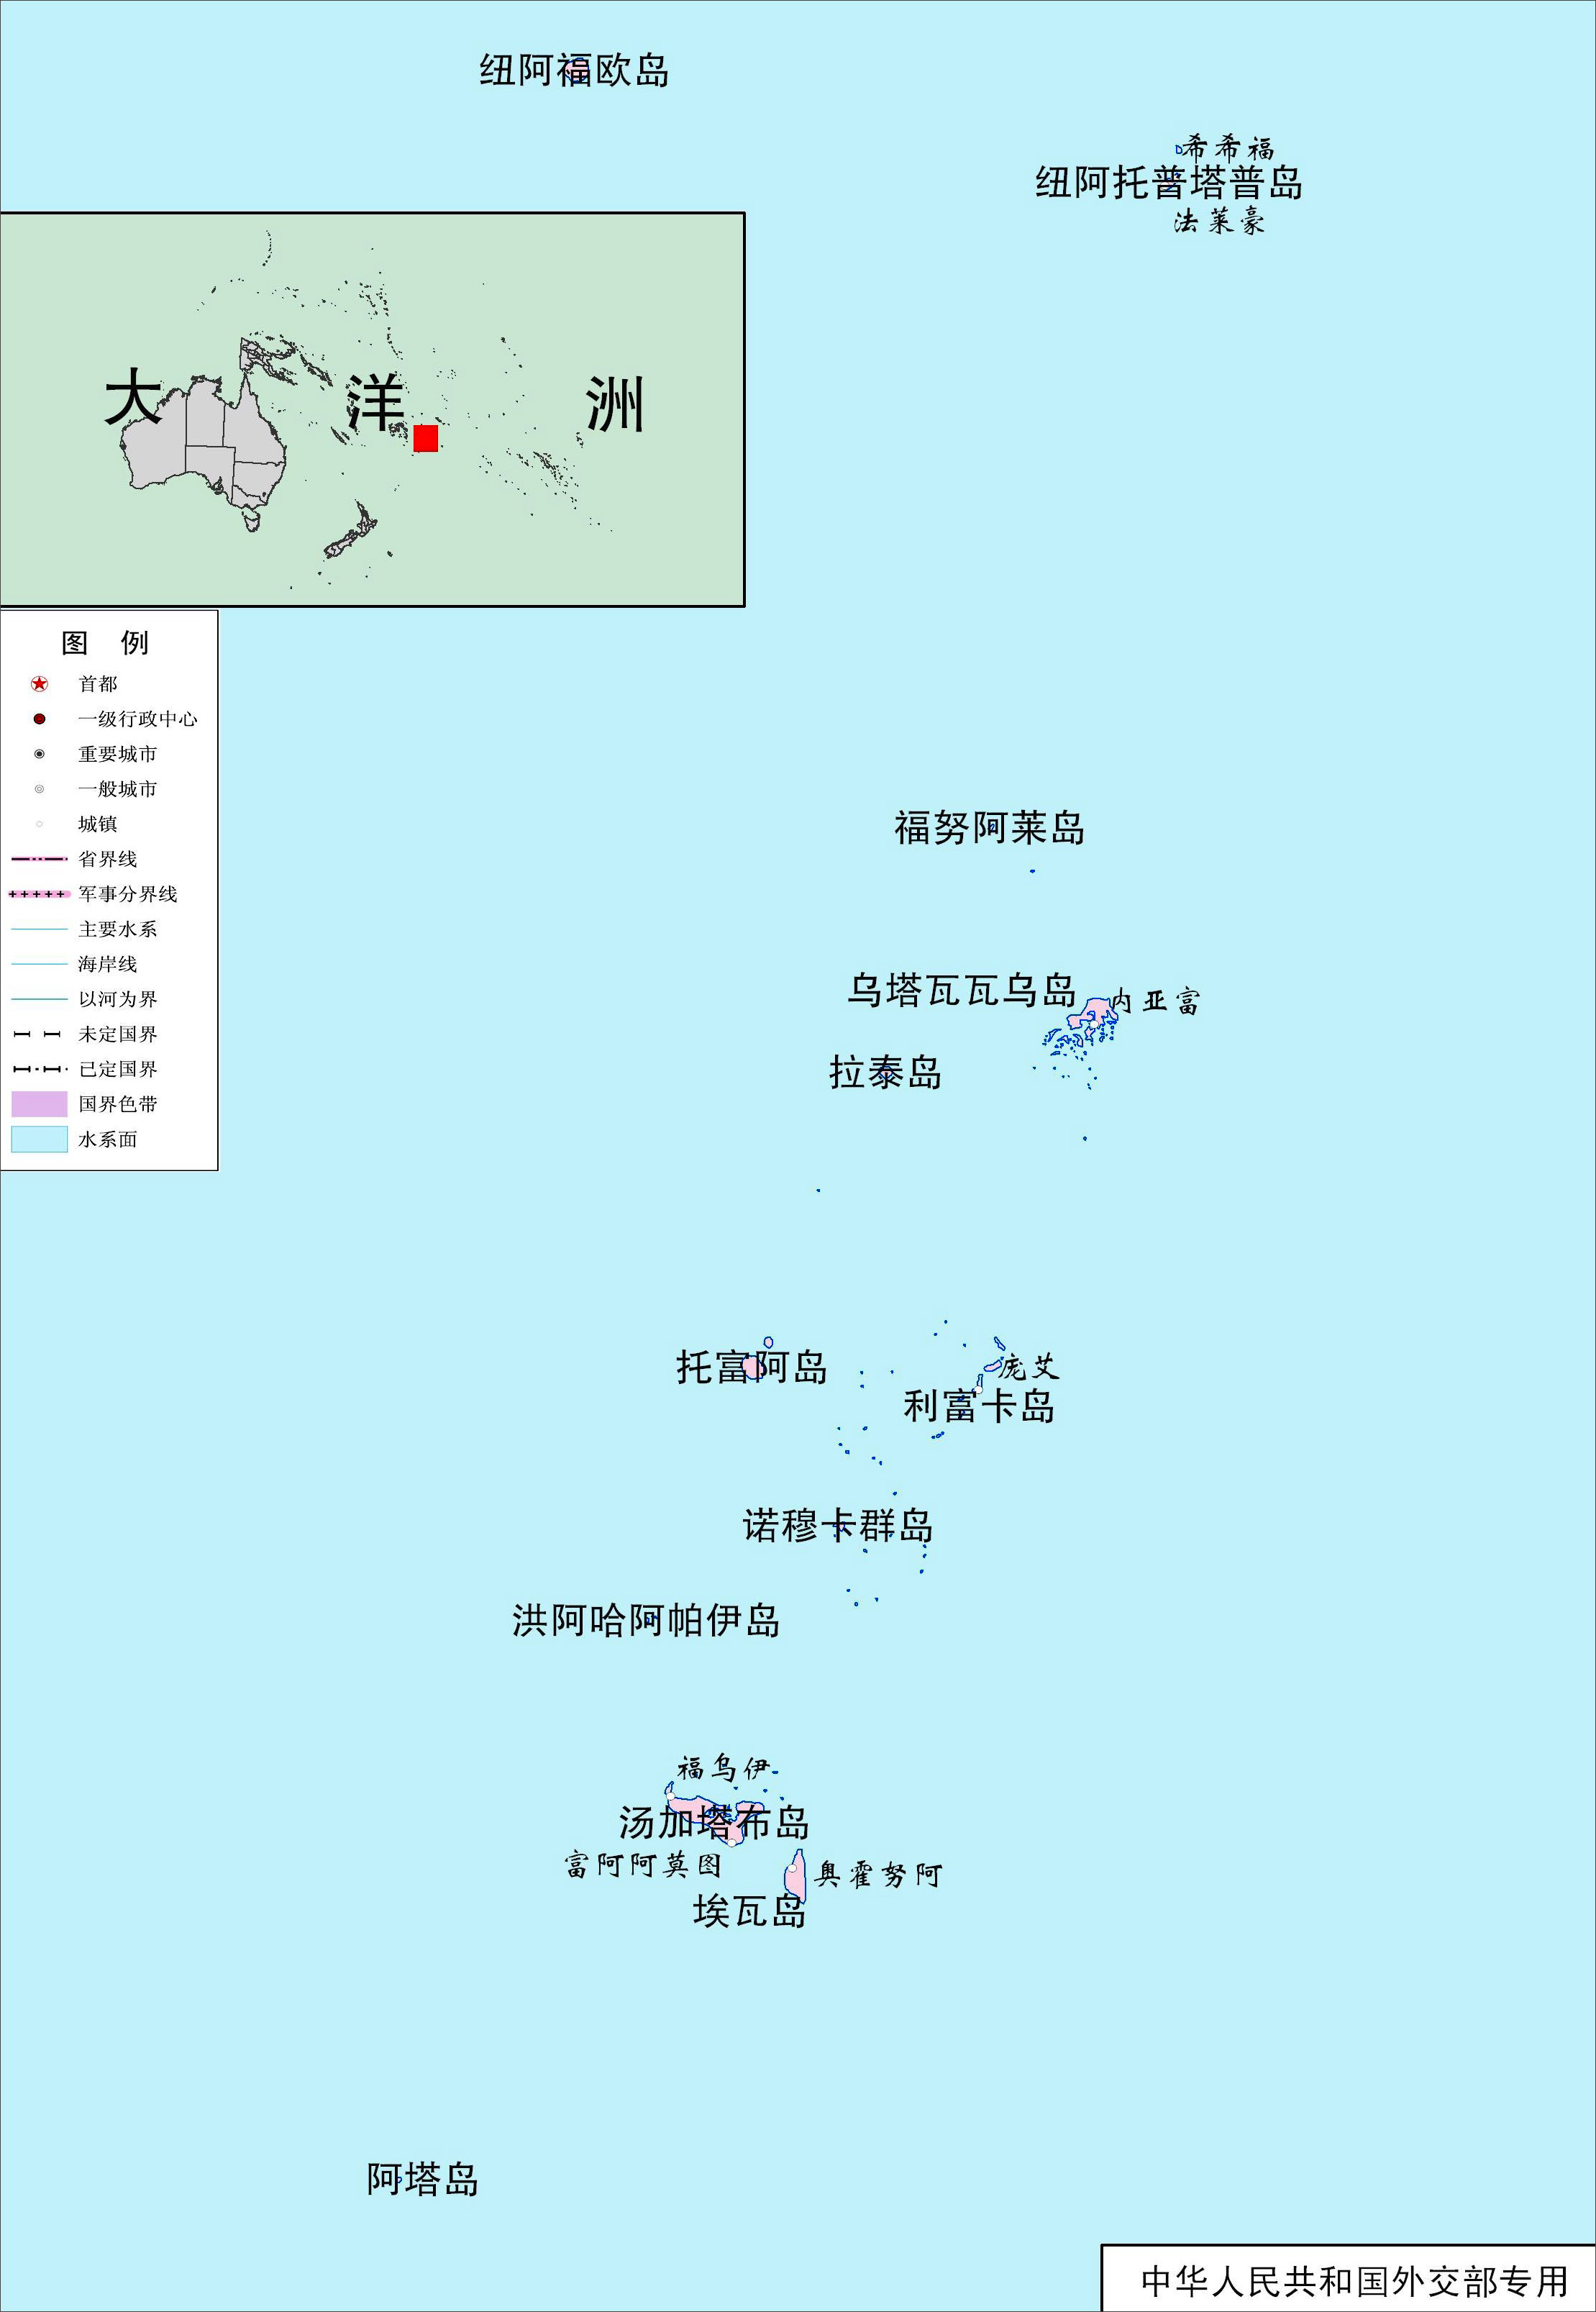 纽阿福欧岛
希希福
纽阿托普塔普岛
法莱豪
大 洋 洲
图 例
首都
一级行政中心
重要城市
一般城市
城镇
省界线
军事分界线
主要水系
海岸线
以河为界
未定国界
已定国界
国界色带
水系面
福努阿莱岛
乌塔瓦瓦乌岛
内亚富
拉泰岛
托富阿岛
庞艾
利富卡岛
诺穆卡群岛
洪阿哈阿帕伊岛
福乌伊
汤加塔布岛
富阿阿莫图
奥霍努阿
埃瓦岛
阿塔岛
中华人民共和国外交部专用